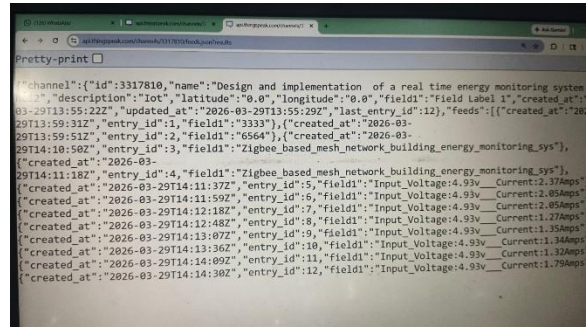 WhatsApp
api.thingspeak.com/channels/3317810/feeds.json?results
Pretty-print
{"channel":{"id":3317810,"name":"Design and implementation  of a real time energy monitoring system
"description":"Iot","latitude":"0.0","longitude":"0.0","field1":"Field Label 1","created_at":
03-29T13:55:22Z","updated_at":"2026-03-29T13:55:29Z","last_entry_id":12},"feeds":[{"created_at":
29T13:59:31Z","entry_id":1,"field1":"3333"},{"created_at":"2026-03-
29T13:59:51Z","entry_id":2,"field1":"6564"},{"created_at":"2026-03-
29T14:10:50Z","entry_id":3,"field1":"Zigbee_based_mesh_network_building_energy_monitoring_sys"},
{"created_at":"2026-03-
29T14:11:18Z","entry_id":4,"field1":"Zigbee_based_mesh_network_building_energy_monitoring_sys"},
{"created_at":"2026-03-29T14:11:37Z","entry_id":5,"field1":"Input_Voltage:4.93v___Current:2.37Amps"
{"created_at":"2026-03-29T14:11:59Z","entry_id":6,"field1":"Input_Voltage:4.93v___Current:2.05Amps"
{"created_at":"2026-03-29T14:12:18Z","entry_id":7,"field1":"Input_Voltage:4.93v___Current:2.05Amps"
{"created_at":"2026-03-29T14:12:48Z","entry_id":8,"field1":"Input_Voltage:4.93v___Current:1.27Amps"
{"created_at":"2026-03-29T14:13:07Z","entry_id":9,"field1":"Input_Voltage:4.93v___Current:1.35Amps"
{"created_at":"2026-03-29T14:13:36Z","entry_id":10,"field1":"Input_Voltage:4.93v___Current:1.34Amps
{"created_at":"2026-03-29T14:14:09Z","entry_id":11,"field1":"Input_Voltage:4.93v___Current:1.32Amps
{"created_at":"2026-03-29T14:14:30Z","entry_id":12,"field1":"Input_Voltage:4.93v___Current:1.79Amps